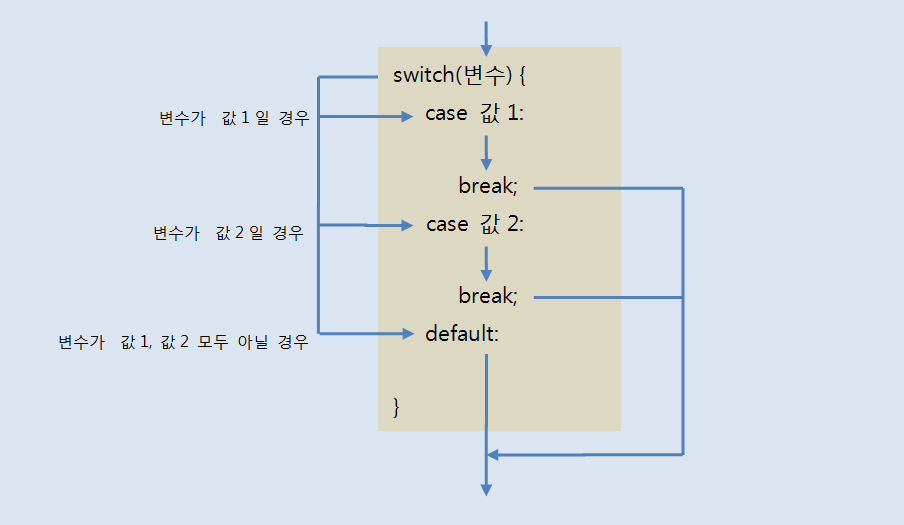 switch(변수) {
변수가 값 1 일 경우
case 값 1:
break;
변수가 값 2 일 경우
case 값 2:
break;
변수가 값 1, 값 2 모두 아닐 경우
default:
}